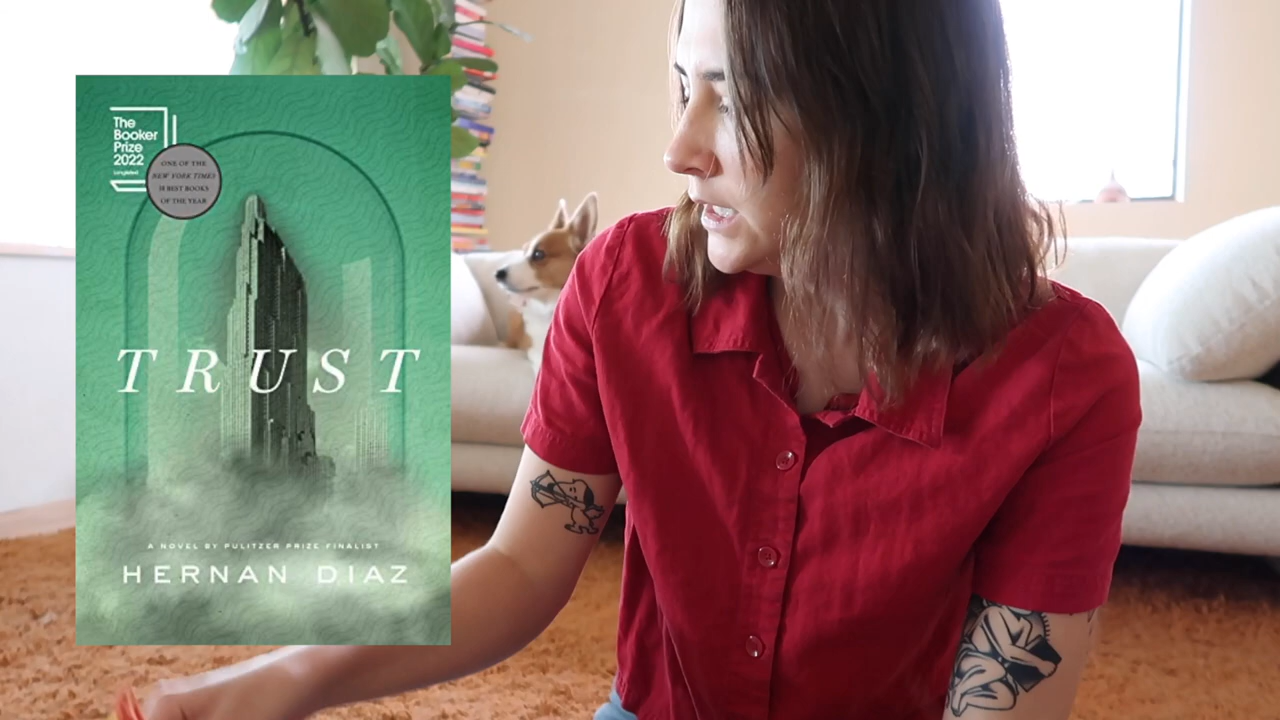 The
Booker
Prize
2022
Longlisted
ONE OF THE
NEW YORK TIMES
10 BEST BOOKS
OF THE YEAR
TRUST
A NOVEL BY PULITZER PRIZE FINALIST
HERNAN DIAZ